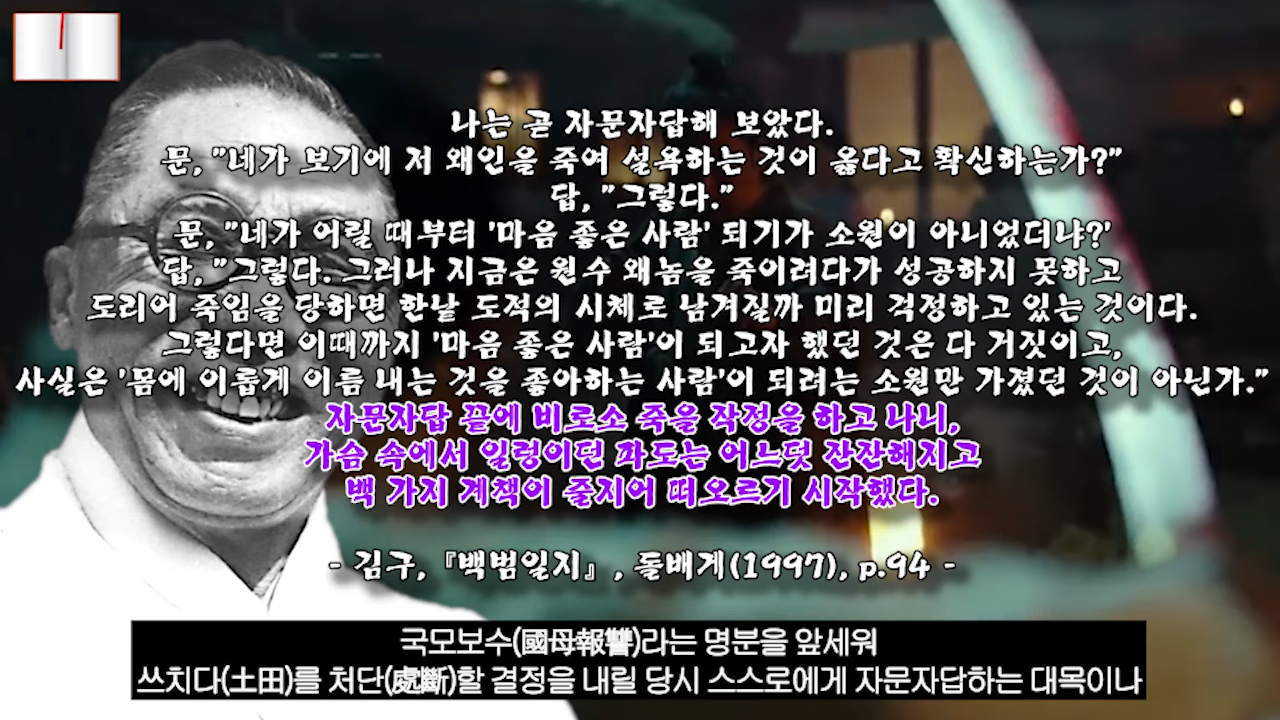 나는 곧 자문자답해 보았다.
문, "네가 보기에 저 왜인을 죽여 설욕하는 것이 옳다고 확신하는가?"
답, "그렇다."
문, "네가 어릴 때부터 '마음 좋은 사람' 되기가 소원이 아니었더냐?'
답, "그렇다. 그러나 지금은 원수 왜놈을 죽이려다가 성공하지 못하고
도리어 죽임을 당하면 한낱 도적의 시체로 남겨질까 미리 걱정하고 있는 것이다.
그렇다면 이때까지 '마음 좋은 사람'이 되고자 했던 것은 다 거짓이고,
사실은 '몸에 이롭게 이름 내는 것을 좋아하는 사람'이 되려는 소원만 가졌던 것이 아닌가."
자문자답 끝에 비로소 죽을 작정을 하고 나니,
가슴 속에서 일렁이던 파도는 어느덧 잔잔해지고
백 가지 계책이 줄지어 떠오르기 시작했다.
- 김구, 『백범일지』, 돌베게(1997), p.94 -
국모보수(國母報讐)라는 명분을 앞세워
쓰치다(土田)를 처단(處斷)할 결정을 내릴 당시 스스로에게 자문자답하는 대목이나